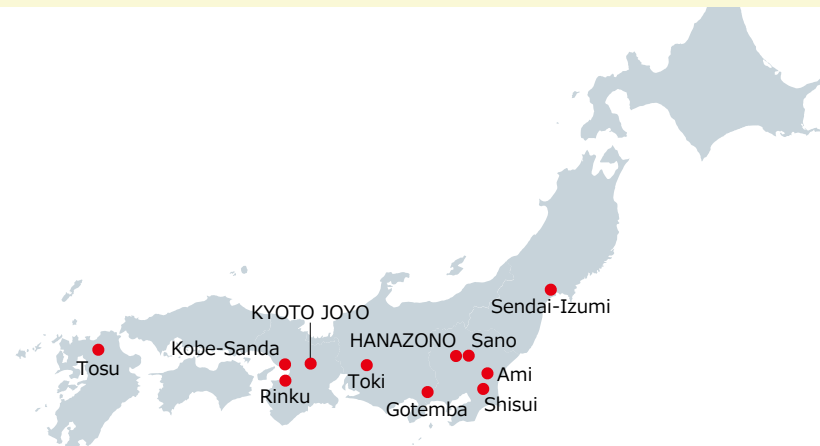 Sendai-Izumi
KYOTO JOYO
HANAZONO
Sano
Kobe-Sanda
Tosu
Toki
Ami
Rinku
Gotemba
Shisui